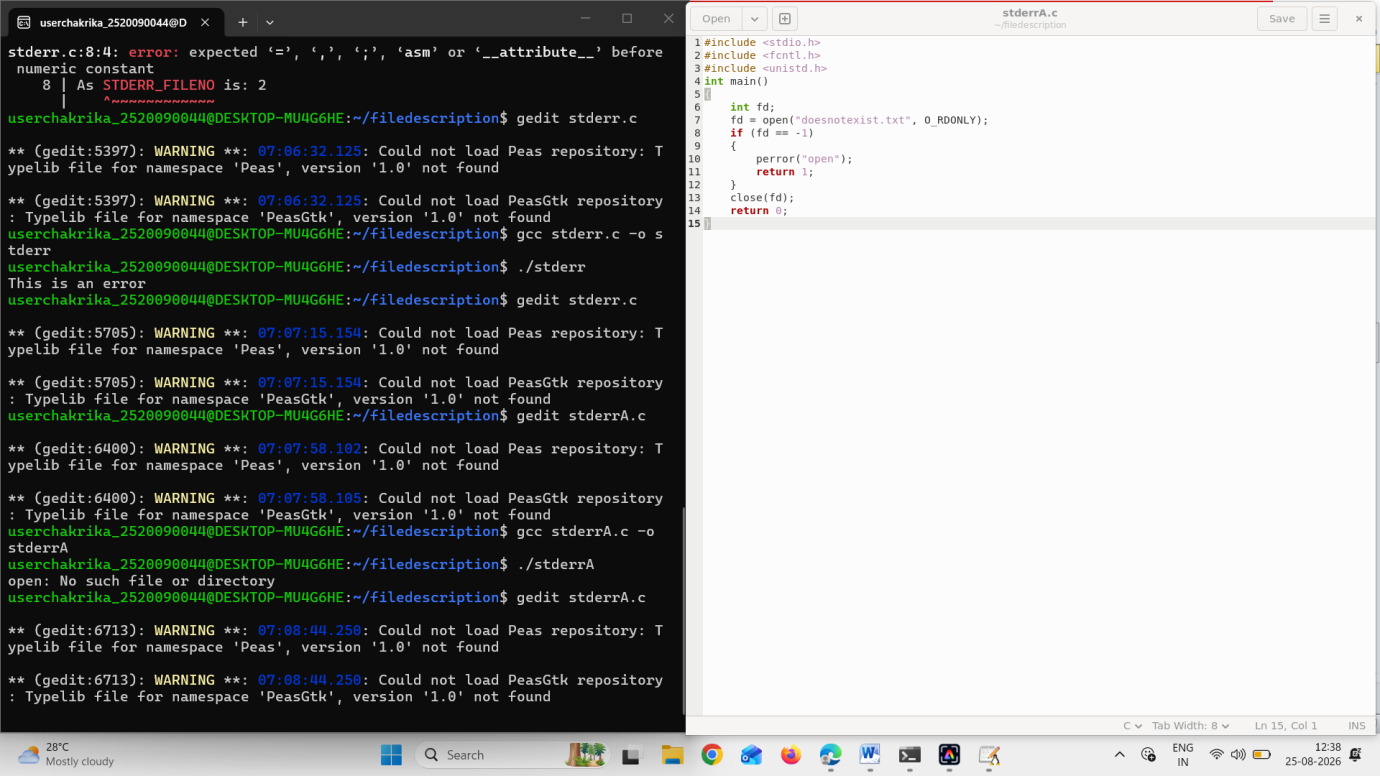 userchakrika_2520090044@D
stderr.c:8:4: error: expected ‘=’, ‘,’, ‘;’, ‘asm’ or ‘__attribute__’ before
 numeric constant
    8 | As STDERR_FILENO is: 2
      |    ^~~~~~~~~~~~~
userchakrika_2520090044@DESKTOP-MU4G6HE:~/filedescription$ gedit stderr.c
** (gedit:5397): WARNING **: 07:06:32.125: Could not load Peas repository: T
ypelib file for namespace 'Peas', version '1.0' not found
** (gedit:5397): WARNING **: 07:06:32.125: Could not load PeasGtk repository
: Typelib file for namespace 'PeasGtk', version '1.0' not found
userchakrika_2520090044@DESKTOP-MU4G6HE:~/filedescription$ gcc stderr.c -o s
tderr
userchakrika_2520090044@DESKTOP-MU4G6HE:~/filedescription$ ./stderr
This is an error
userchakrika_2520090044@DESKTOP-MU4G6HE:~/filedescription$ gedit stderr.c
** (gedit:5705): WARNING **: 07:07:15.154: Could not load Peas repository: T
ypelib file for namespace 'Peas', version '1.0' not found
** (gedit:5705): WARNING **: 07:07:15.154: Could not load PeasGtk repository
: Typelib file for namespace 'PeasGtk', version '1.0' not found
userchakrika_2520090044@DESKTOP-MU4G6HE:~/filedescription$ gedit stderrA.c
** (gedit:6400): WARNING **: 07:07:58.102: Could not load Peas repository: T
ypelib file for namespace 'Peas', version '1.0' not found
** (gedit:6400): WARNING **: 07:07:58.105: Could not load PeasGtk repository
: Typelib file for namespace 'PeasGtk', version '1.0' not found
userchakrika_2520090044@DESKTOP-MU4G6HE:~/filedescription$ gcc stderrA.c -o
stderrA
userchakrika_2520090044@DESKTOP-MU4G6HE:~/filedescription$ ./stderrA
open: No such file or directory
userchakrika_2520090044@DESKTOP-MU4G6HE:~/filedescription$ gedit stderrA.c
** (gedit:6713): WARNING **: 07:08:44.250: Could not load Peas repository: T
ypelib file for namespace 'Peas', version '1.0' not found
** (gedit:6713): WARNING **: 07:08:44.250: Could not load PeasGtk repository
: Typelib file for namespace 'PeasGtk', version '1.0' not found
Open
stderrA.c
~/filedescription
Save
1 #include <stdio.h>
2 #include <fcntl.h>
3 #include <unistd.h>
4 int main()
5 {
6     int fd;
7     fd = open("doesnotexist.txt", O_RDONLY);
8     if (fd == -1)
9     {
10         perror("open");
11         return 1;
12     }
13     close(fd);
14     return 0;
15 }
C Tab Width: 8 Ln 15, Col 1 INS
28°C
Mostly cloudy
Search
ENG
IN
12:38
25-08-2026